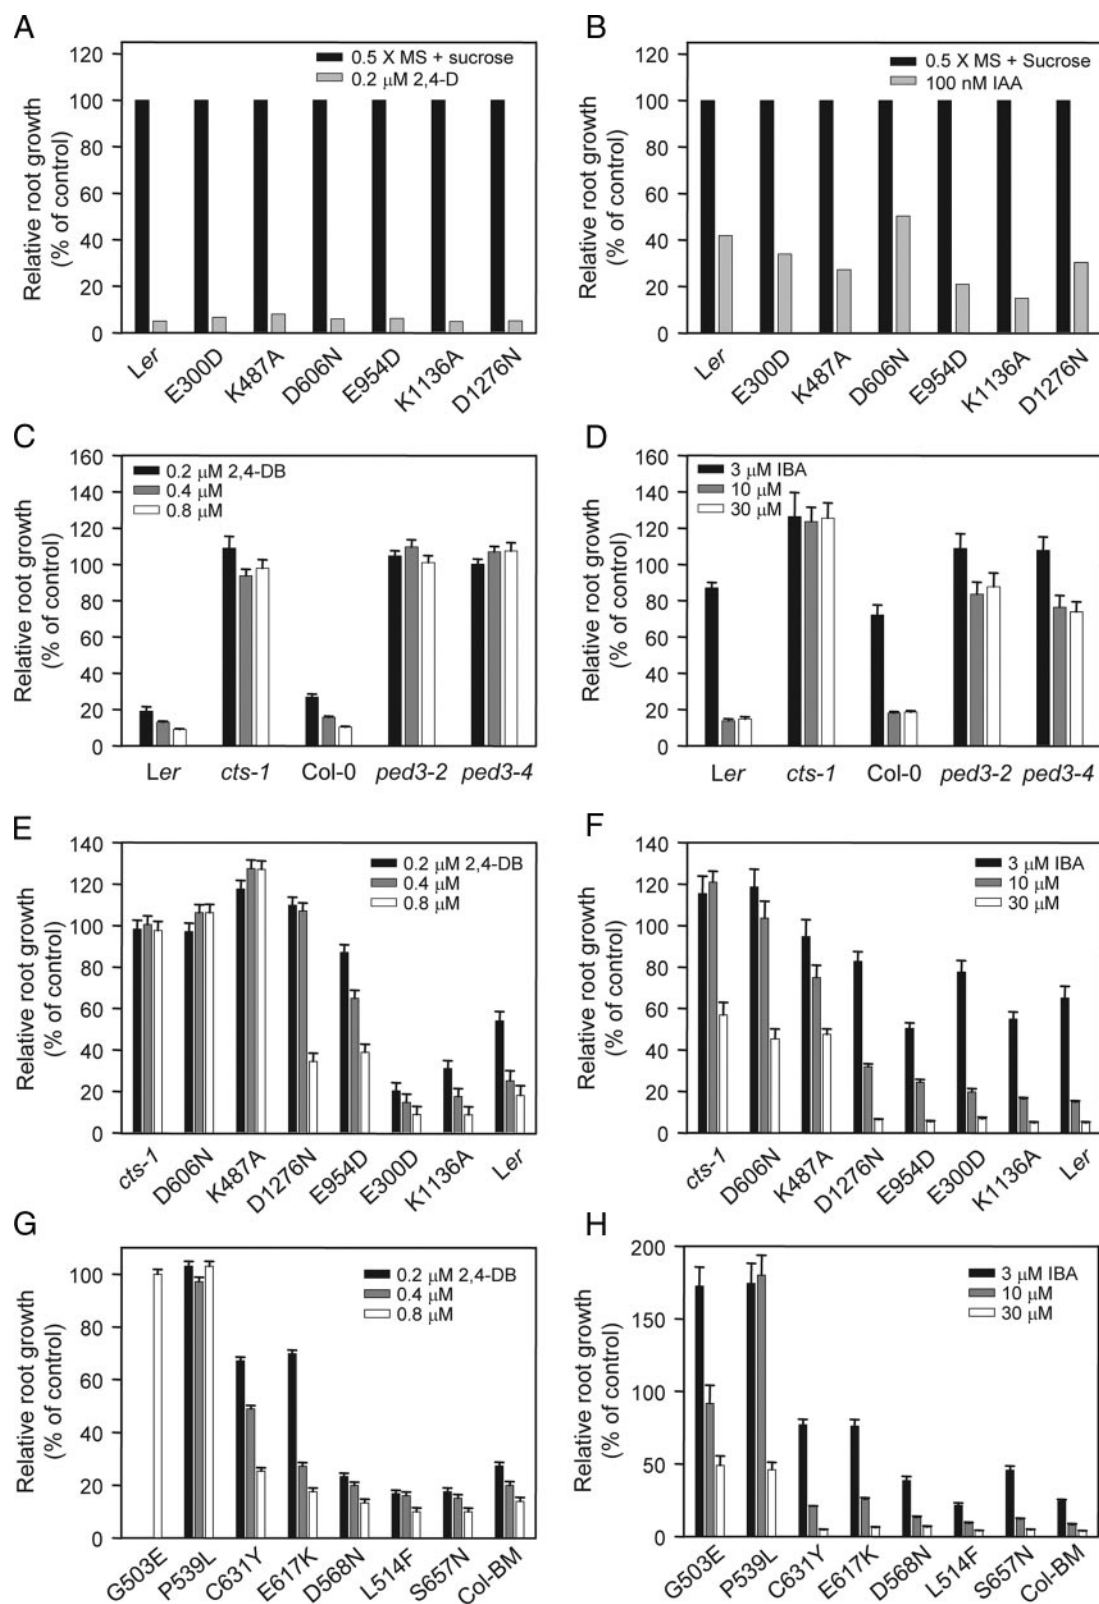 A
0.5 X MS + sucrose
0.2 μM 2,4-D
Relative root growth
(% of control)
120
100
80
60
40
20
0
Ler
E300D
K487A
D606N
E954D
K1136A
D1276N
B
0.5 X MS + Sucrose
100 nM IAA
Relative root growth
(% of control)
120
100
80
60
40
20
0
Ler
E300D
K487A
D606N
E954D
K1136A
D1276N
C
0.2 μM 2,4-DB
0.4 μM
0.8 μM
Relative root growth
(% of control)
160
140
120
100
80
60
40
20
0
Ler
cts-1
Col-0
ped3-2
ped3-4
D
3 μM IBA
10 μM
30 μM
Relative root growth
(% of control)
160
140
120
100
80
60
40
20
0
Ler
cts-1
Col-0
ped3-2
ped3-4
E
0.2 μM 2,4-DB
0.4 μM
0.8 μM
Relative root growth
(% of control)
140
120
100
80
60
40
20
0
cts-1
D606N
K487A
D1276N
E954D
E300D
K1136A
Ler
F
3 μM IBA
10 μM
30 μM
Relative root growth
(% of control)
140
120
100
80
60
40
20
0
cts-1
D606N
K487A
D1276N
E954D
E300D
K1136A
Ler
G
0.2 μM 2,4-DB
0.4 μM
0.8 μM
Relative root growth
(% of control)
100
80
60
40
20
0
G503E
P539L
C631Y
E617K
D568N
L514F
S657N
Col-BM
H
3 μM IBA
10 μM
30 μM
Relative root growth
(% of control)
200
150
100
50
0
G503E
P539L
C631Y
E617K
D568N
L514F
S657N
Col-BM